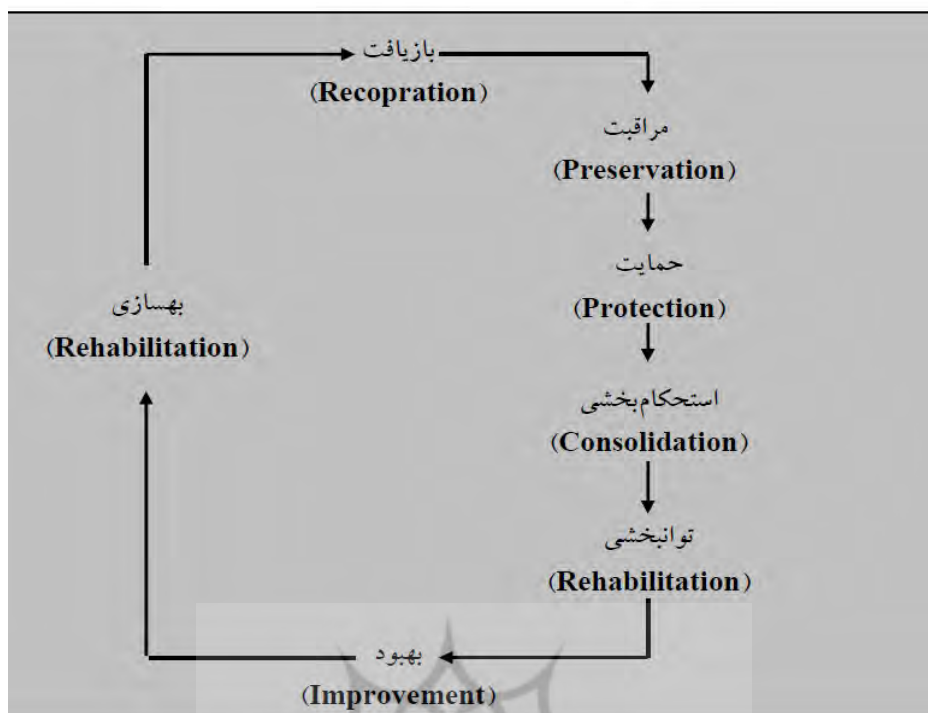 بازیافت
(Recopration)
مراقبت
(Preservation)
حمایت
(Protection)
استحکام‌بخشی
(Consolidation)
توانبخشی
(Rehabilitation)
بهبود
(Improvement)
بهسازی
(Rehabilitation)